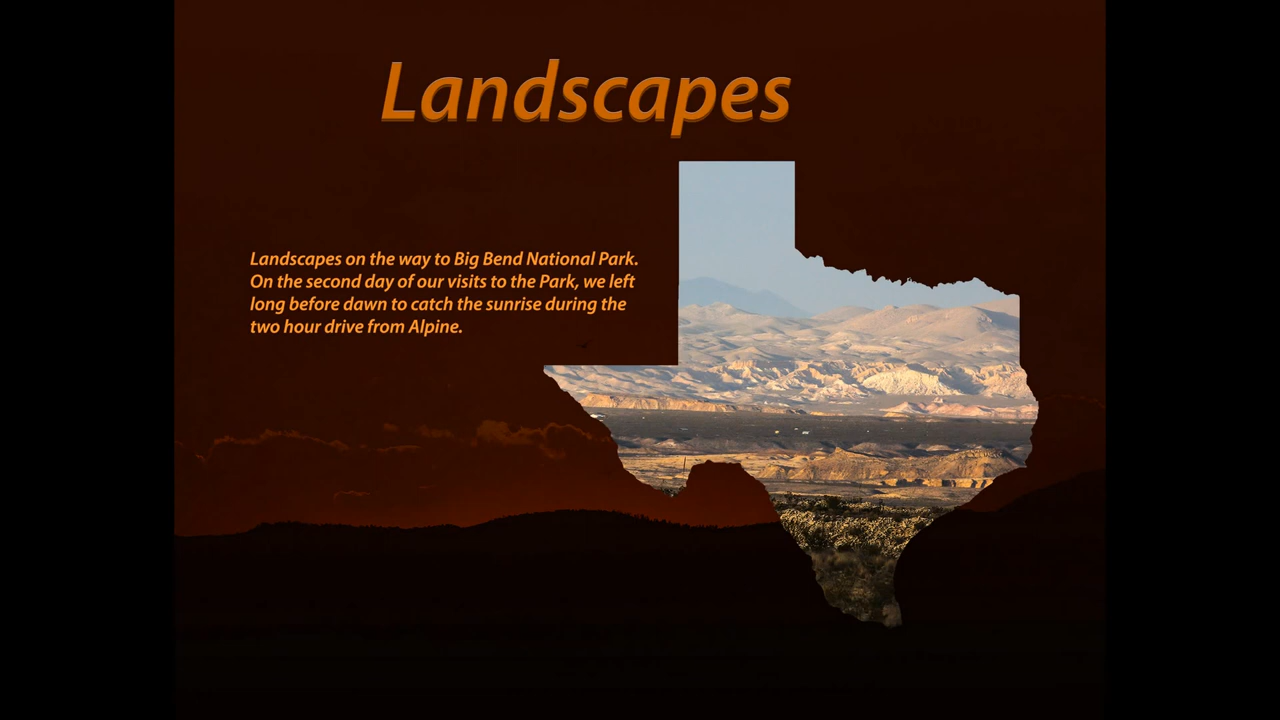 Landscapes
Landscapes on the way to Big Bend National Park.
On the second day of our visits to the Park, we left
long before dawn to catch the sunrise during the
two hour drive from Alpine.